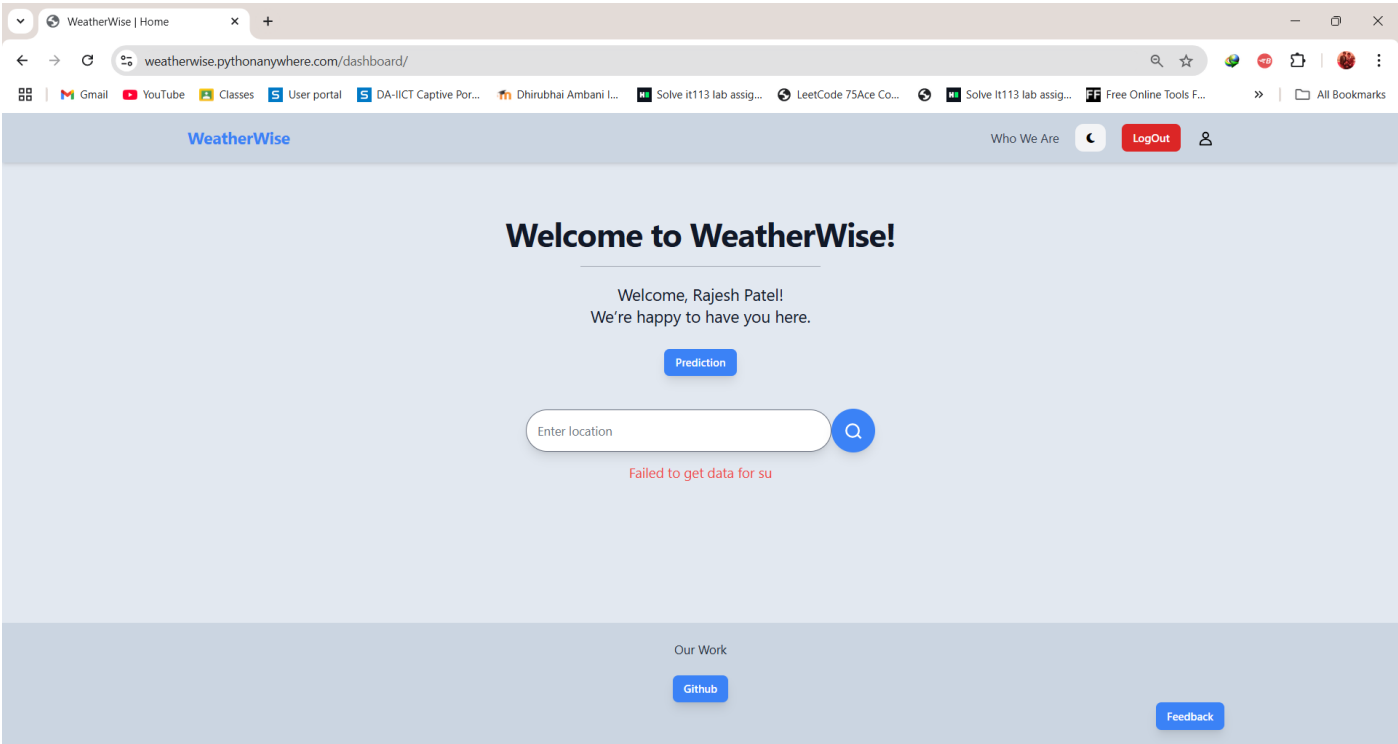 WeatherWise | Home
weatherwise.pythonanywhere.com/dashboard/
Gmail YouTube Classes User portal DA-IICT Captive Por... Dhirubhai Ambani I... Solve it113 lab assig... LeetCode 75Ace Co... Solve It113 lab assig... Free Online Tools F... All Bookmarks
WeatherWise Who We Are LogOut
Welcome to WeatherWise!
Welcome, Rajesh Patel!
We're happy to have you here.
Prediction
Enter location
Failed to get data for su
Our Work
Github
Feedback